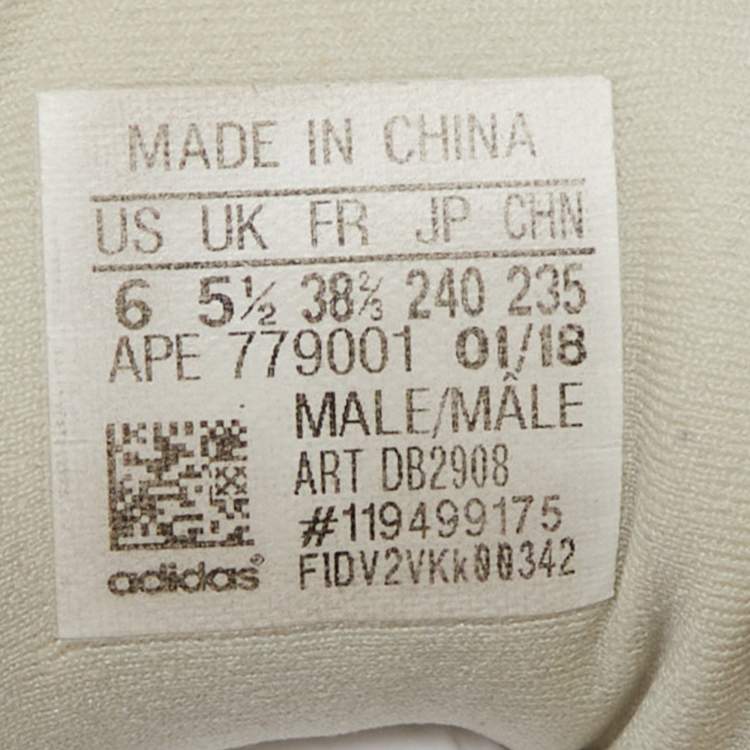 MADE IN CHINA
US UK FR JP CHN
6 5½ 38⅔ 240 235
APE 779001 01/18
MALE/MÂLE
ART DB2908
#119499175
F1DV2VKk00342
adidas®